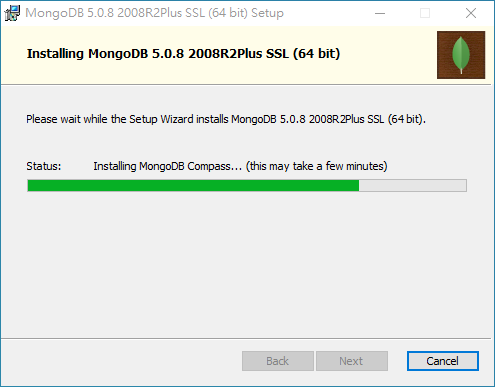 MongoDB 5.0.8 2008R2Plus SSL (64 bit) Setup
Installing MongoDB 5.0.8 2008R2Plus SSL (64 bit)
Please wait while the Setup Wizard installs MongoDB 5.0.8 2008R2Plus SSL (64 bit).
Status: Installing MongoDB Compass... (this may take a few minutes)
Back Next Cancel